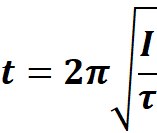 t = 2π√(I/τ)